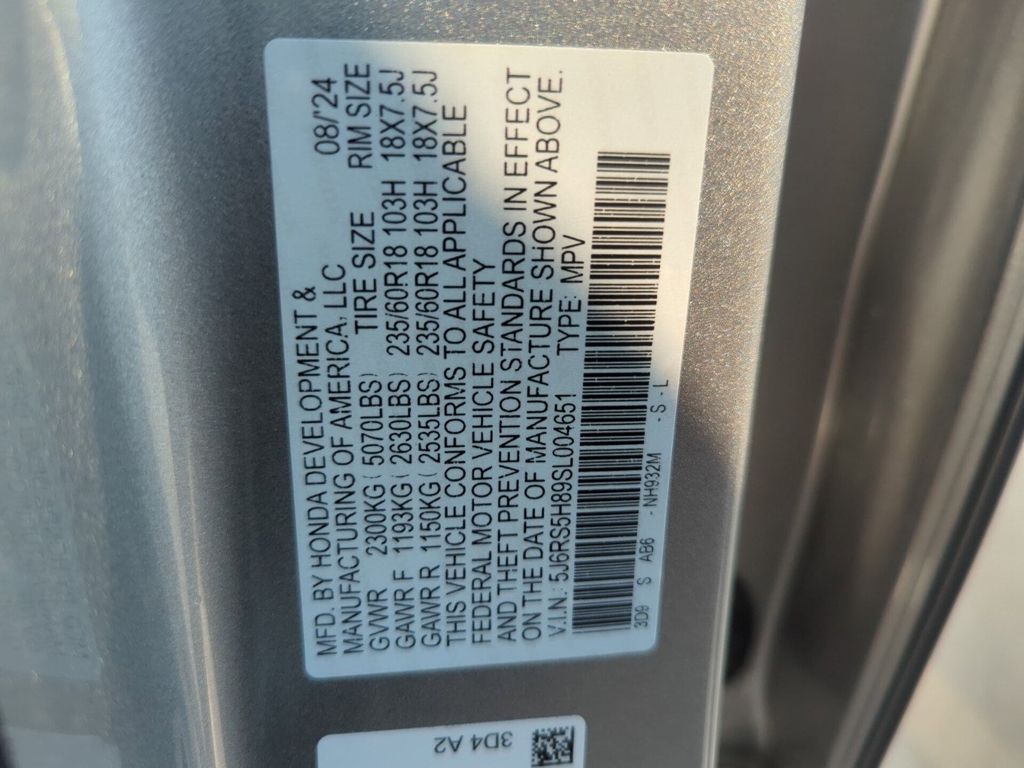 MFD. BY HONDA DEVELOPMENT & 08/'24
MANUFACTURING OF AMERICA, LLC
TIRE SIZE RIM SIZE
GVWR 2300KG ( 5070LBS)
GAWR F 1193KG ( 2630LBS) 235/60R18 103H 18X7.5J
GAWR R 1150KG ( 2535LBS) 235/60R18 103H 18X7.5J
THIS VEHICLE CONFORMS TO ALL APPLICABLE
FEDERAL MOTOR VEHICLE SAFETY
AND THEFT PREVENTION STANDARDS IN EFFECT
ON THE DATE OF MANUFACTURE SHOWN ABOVE.
V.I.N: 5J6RS5H89SL004651 TYPE: MPV
3D9 S AB6 - NH932M - S - L
3D4 A2